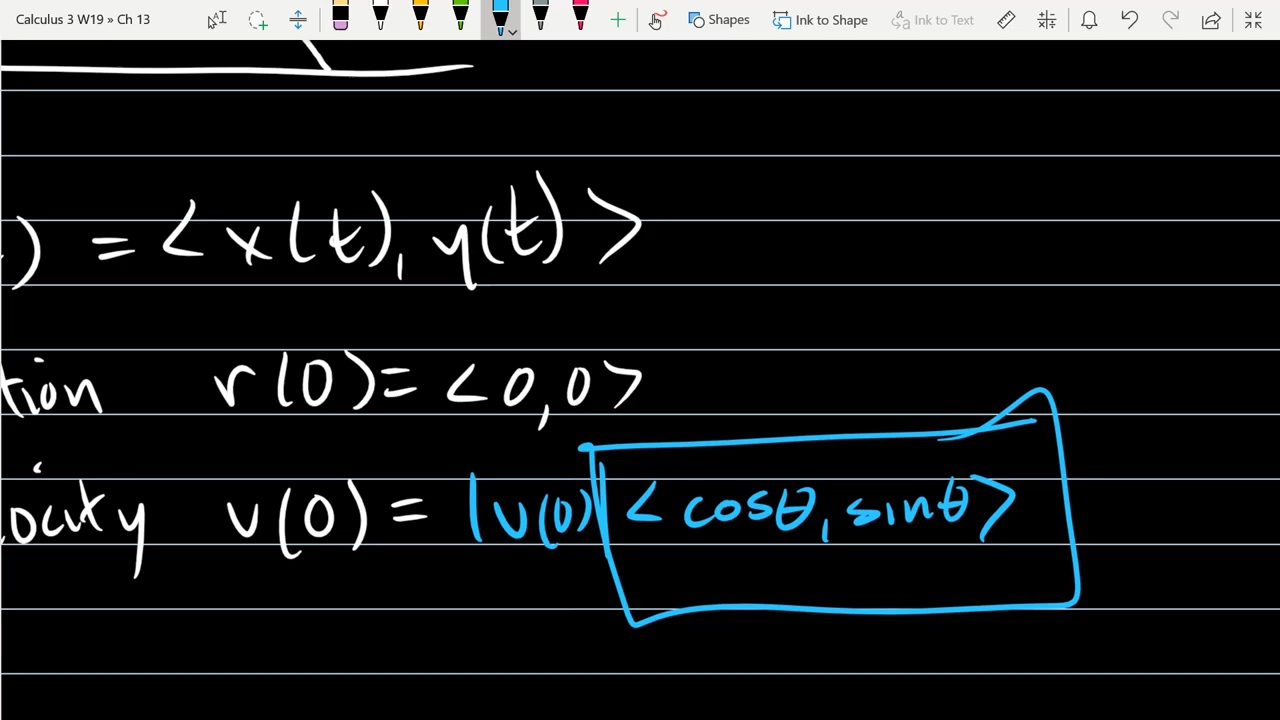 Calculus 3 W19 » Ch 13 Shapes Ink to Shape Ink to Text
) = < x(t), y(t) >
tion r(0) = < 0, 0 >
ocity v(0) = |v(0)| < cosθ, sinθ >